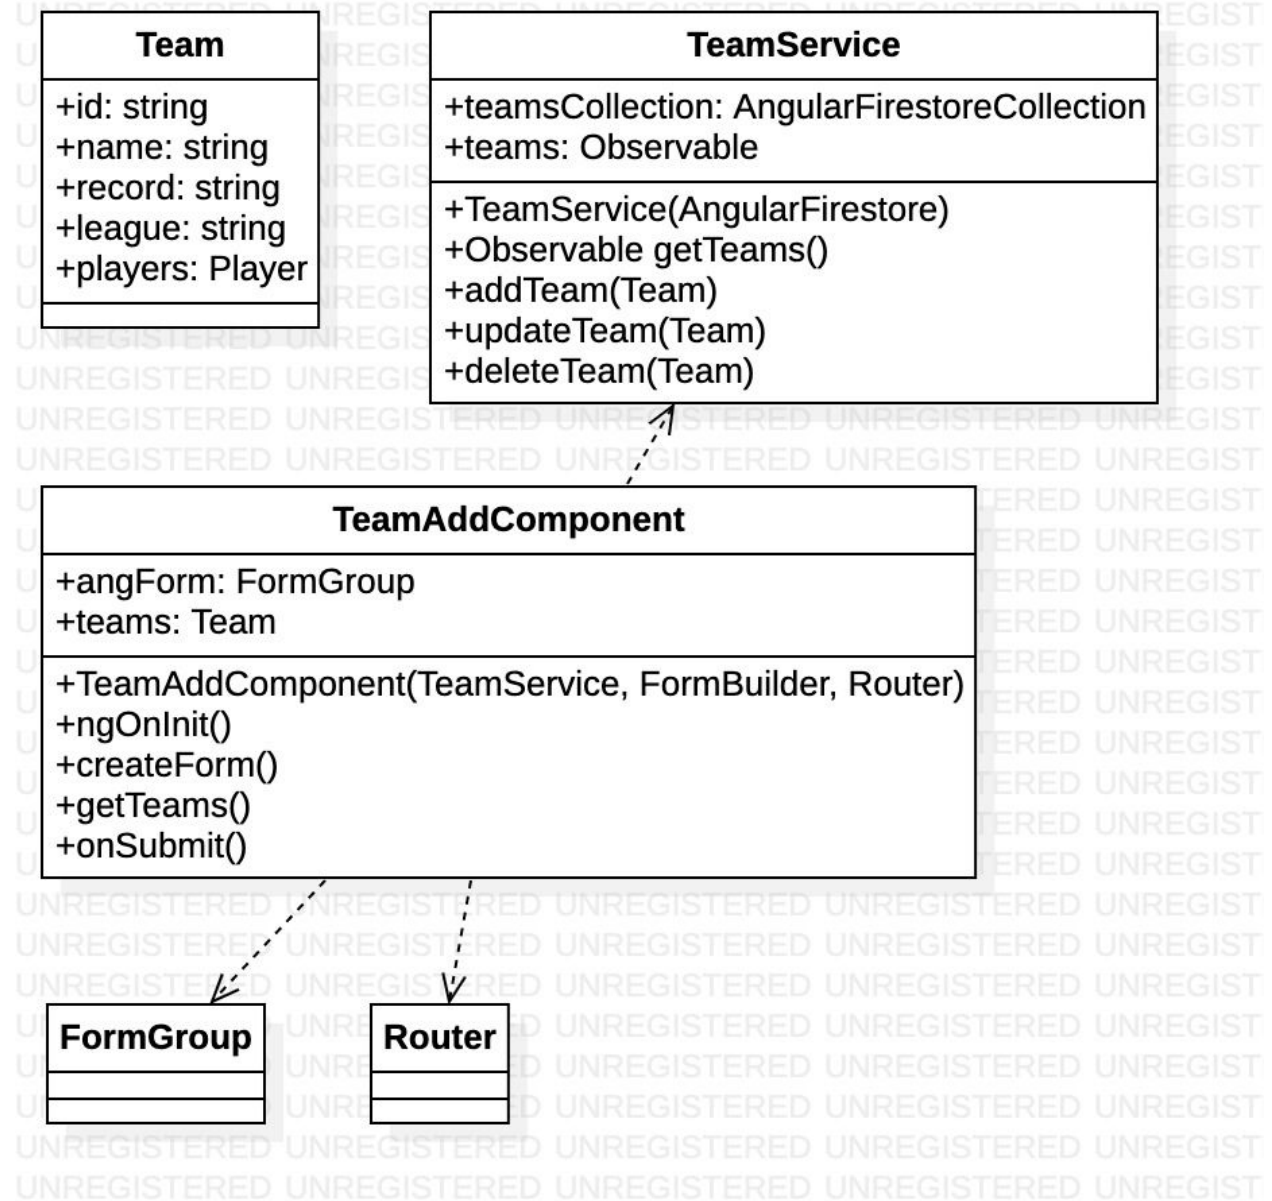 Team
+id: string
+name: string
+record: string
+league: string
+players: Player
TeamService
+teamsCollection: AngularFirestoreCollection
+teams: Observable
+TeamService(AngularFirestore)
+Observable getTeams()
+addTeam(Team)
+updateTeam(Team)
+deleteTeam(Team)
TeamAddComponent
+angForm: FormGroup
+teams: Team
+TeamAddComponent(TeamService, FormBuilder, Router)
+ngOnInit()
+createForm()
+getTeams()
+onSubmit()
FormGroup
Router
UNREGISTERED